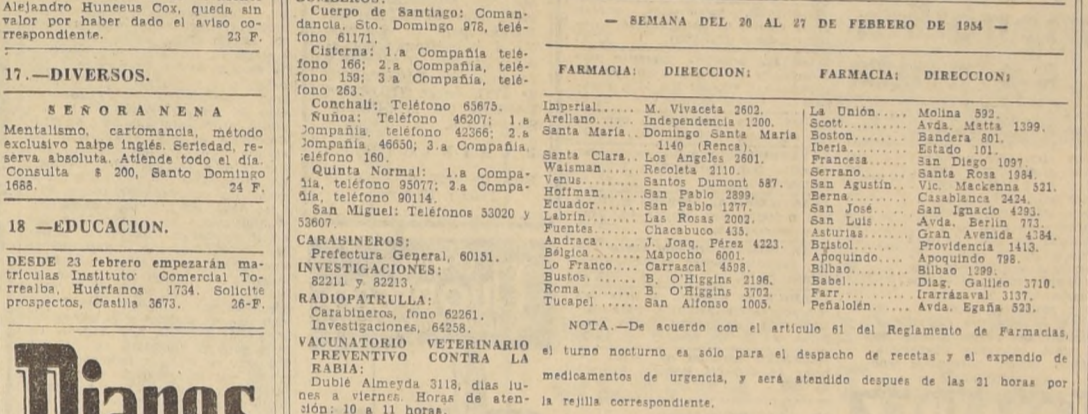 Alejandro Huneeus Cox, queda sin
valor por haber dado el aviso co-
rrespondiente. 23 F.
17.—DIVERSOS.
SEÑORA NENA
Mentalismo, cartomancia, método
exclusivo naipe inglés. Seriedad, re-
serva absoluta. Atiende todo el día.
Consulta $ 200, Santo Domingo
1688. 24 F.
18 —EDUCACION.
DESDE 23 febrero empezarán ma-
trículas Instituto Comercial To-
rrealba, Huérfanos 1734. Solicite
prospectos, Casilla 3673. 26-F.
Pianos
Cuerpo de Santiago: Coman-
dancia, Sto. Domingo 978, telé-
fono 61171.
Cisterna: 1.a Compañía telé-
fono 166; 2.a Compañía, telé-
fono 159; 3 a Compañía, telé-
fono 263.
Conchalí: Teléfono 65675.
Ñuñoa: Teléfono 46207; 1.a
Compañía, teléfono 42366; 2.a
Compañía, 46650; 3.a Compañía,
teléfono 160.
Quinta Normal: 1.a Compa-
ñía, teléfono 95077; 2.a Compa-
ñía, teléfono 90114.
San Miguel: Teléfonos 53020 y
53607.
CARABINEROS:
Prefectura General, 60151.
INVESTIGACIONES:
82211 y 82213.
RADIOPATRULLA:
Carabineros, fono 62261.
Investigaciones, 64258.
VACUNATORIO VETERINARIO
PREVENTIVO CONTRA LA
RABIA:
Dublé Almeyda 3118, días lu-
nes a viernes. Horas de aten-
ción: 10 a 11 horas.
— SEMANA DEL 20 AL 27 DE FEBRERO DE 1954 —
FARMACIA: DIRECCION:
Imperial...... M. Vivaceta 2602.
Arellano...... Independencia 1200.
Santa María.. Domingo Santa María
1140 (Renca).
Santa Clara.. Los Angeles 2601.
Waisman...... Recoleta 2110.
Venus........ Santos Dumont 587.
Hoffman...... San Pablo 2899.
Ecuador...... San Pablo 1277.
Labrín....... Las Rosas 2002.
Fuentes...... Chacabuco 435.
Andraca...... J. Joaq. Pérez 4223.
Bélgica...... Mapocho 6001.
Lo Franco.... Carrascal 4598.
Bustos....... B. O'Higgins 2196.
Roma......... B. O'Higgins 3702.
Tucapel...... San Alfonso 1005.
FARMACIA: DIRECCION:
La Unión..... Molina 592.
Scott........ Avda. Matta 1399.
Boston....... Bandera 801.
Iberia....... Estado 101.
Francesa..... San Diego 1097.
Serrano...... Santa Rosa 1984.
San Agustín.. Vic. Mackenna 521.
Berna........ Casablanca 2424.
San José..... San Ignacio 4293.
San Luis..... Avda. Berlín 773.
Asturias..... Gran Avenida 4384.
Bristol...... Providencia 1413.
Apoquindo.... Apoquindo 798.
Bilbao....... Bilbao 1299.
Babel........ Diag. Galileo 3710.
Farr......... Irarrázaval 3137.
Peñalolén.... Avda. Egaña 523.
NOTA.—De acuerdo con el artículo 61 del Reglamento de Farmacias,
el turno nocturno es sólo para el despacho de recetas y el expendio de
medicamentos de urgencia, y será atendido después de las 21 horas por
la rejilla correspondiente.